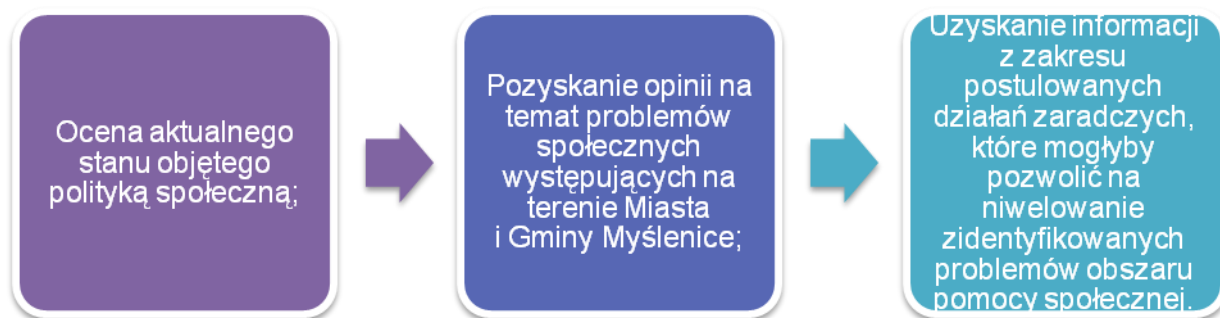 Ocena aktualnego
stanu objętego
polityką społeczną;
Pozyskanie opinii na
temat problemów
społecznych
występujących na
terenie Miasta
i Gminy Myślenice;
Uzyskanie informacji
z zakresu
postulowanych
działań zaradczych,
które mogłyby
pozwolić na
niwelowanie
zidentyfikowanych
problemów obszaru
pomocy społecznej.